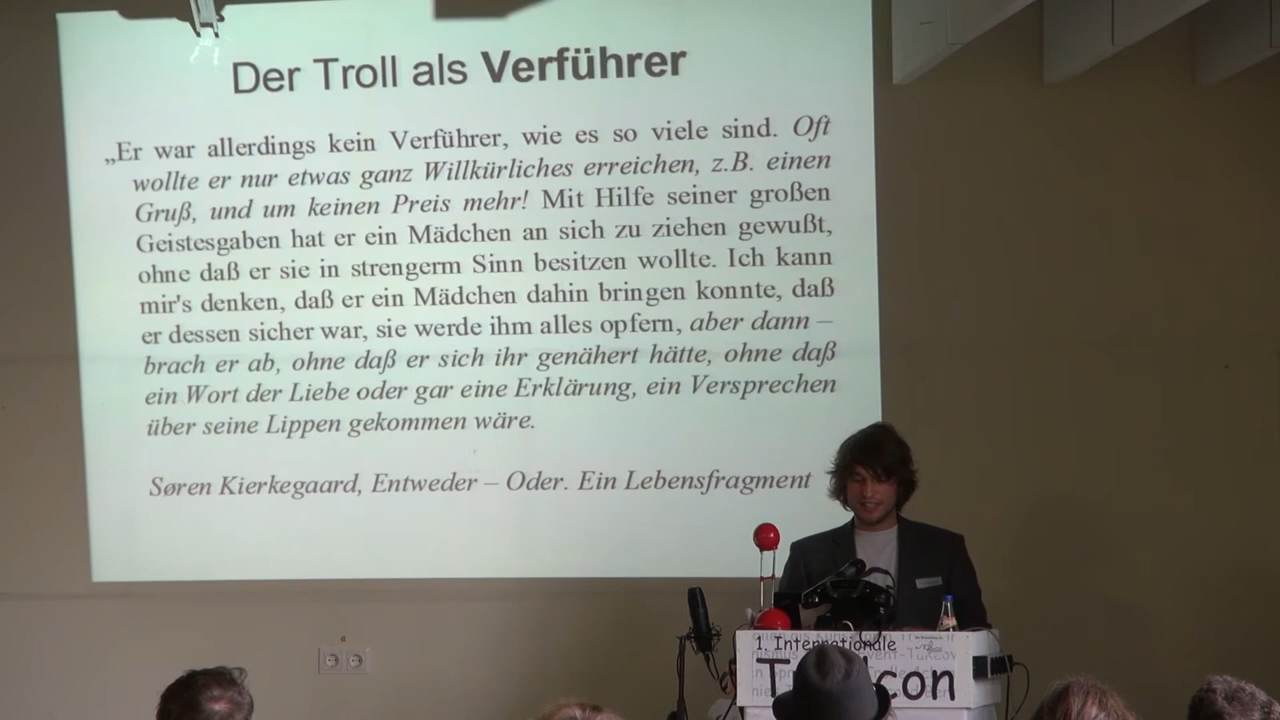 Der Troll als Verführer
„Er war allerdings kein Verführer, wie es so viele sind. Oft
wollte er nur etwas ganz Willkürliches erreichen, z.B. einen
Gruß, und um keinen Preis mehr! Mit Hilfe seiner großen
Geistesgaben hat er ein Mädchen an sich zu ziehen gewußt,
ohne daß er sie in strengerm Sinn besitzen wollte. Ich kann
mir's denken, daß er ein Mädchen dahin bringen konnte, daß
er dessen sicher war, sie werde ihm alles opfern, aber dann –
brach er ab, ohne daß er sich ihr genähert hätte, ohne daß
ein Wort der Liebe oder gar eine Erklärung, ein Versprechen
über seine Lippen gekommen wäre.
Søren Kierkegaard, Entweder – Oder. Ein Lebensfragment
1. Internationale
con